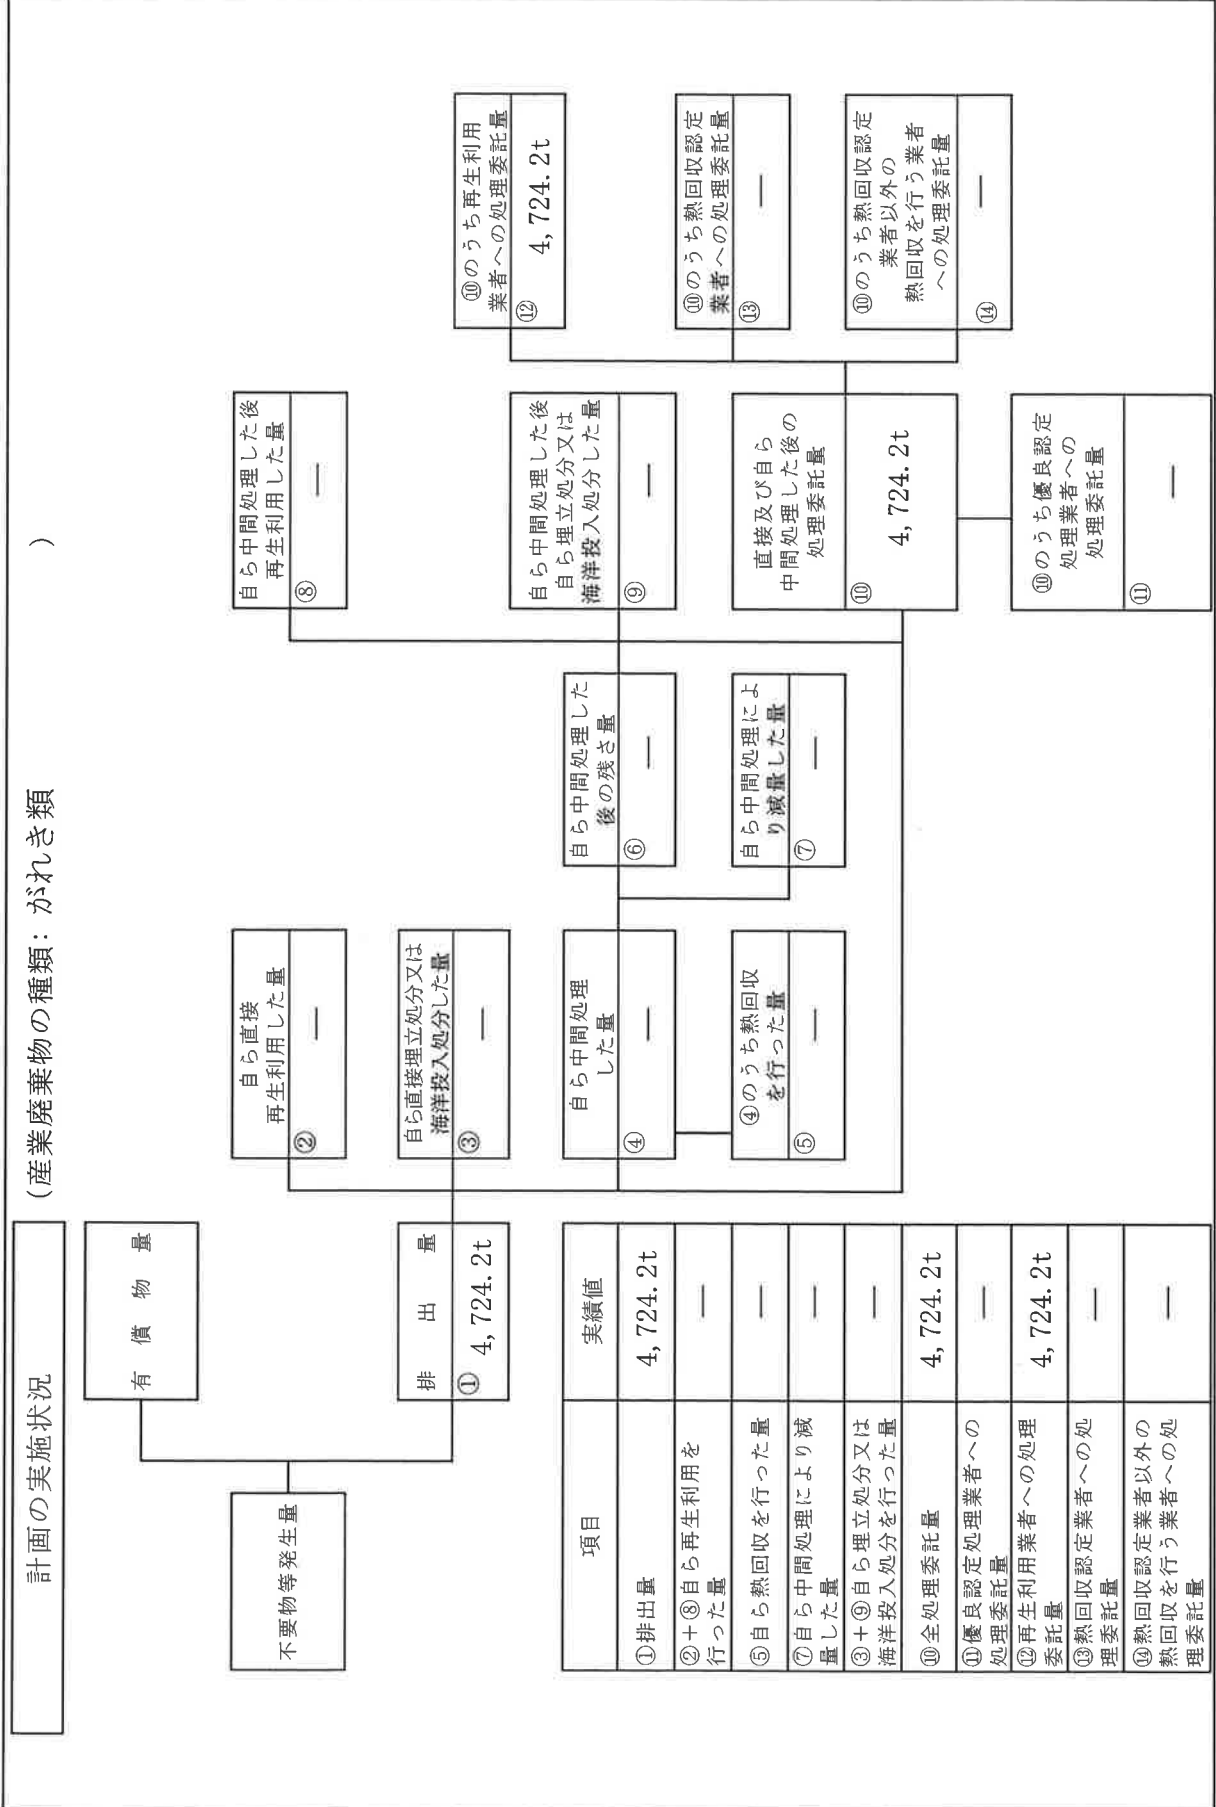 計画の実施状況
（産業廃棄物の種類：がれき類　　　　　）
不要物等発生量
有償物量
排出量
① 4,724.2t
自ら直接
再生利用した量
②
―
自ら直接埋立処分又は
海洋投入処分した量
③
―
自ら中間処理
した量
④
―
④のうち熱回収
を行った量
⑤
―
自ら中間処理した
後の残さ量
⑥
―
自ら中間処理によ
り減量した量
⑦
―
自ら中間処理した後
再生利用した量
⑧
―
自ら中間処理した後
自ら埋立処分又は
海洋投入処分した量
⑨
―
直接及び自ら
中間処理した後の
処理委託量
⑩
4,724.2t
⑩のうち優良認定
処理業者への
処理委託量
⑪
―
⑩のうち再生利用
業者への処理委託量
⑫
4,724.2t
⑩のうち熱回収認定
業者への処理委託量
⑬
―
⑩のうち熱回収認定
業者以外の
熱回収を行う業者
への処理委託量
⑭
―
項目 実績値
①排出量 4,724.2t
②＋⑧自ら再生利用を
行った量
―
⑤自ら熱回収を行った量 ―
⑦自ら中間処理により減
量した量
―
③＋⑨自ら埋立処分又は
海洋投入処分を行った量
―
⑩全処理委託量 4,724.2t
⑪優良認定処理業者への
処理委託量
―
⑫再生利用業者への処理
委託量
4,724.2t
⑬熱回収認定業者への処
理委託量
―
⑭熱回収認定業者以外の
熱回収を行う業者への処
理委託量
―